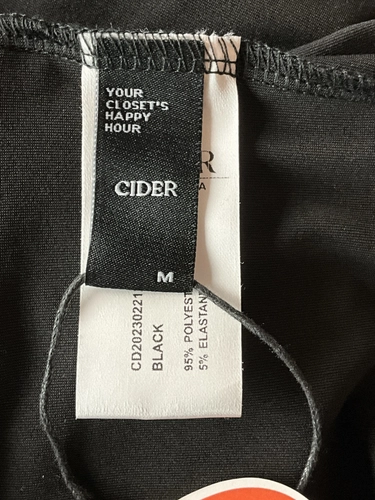 YOUR
CLOSET'S
HAPPY
HOUR
CIDER
M
R
A
CD20230221
BLACK
95% POLYEST
5% ELASTAN